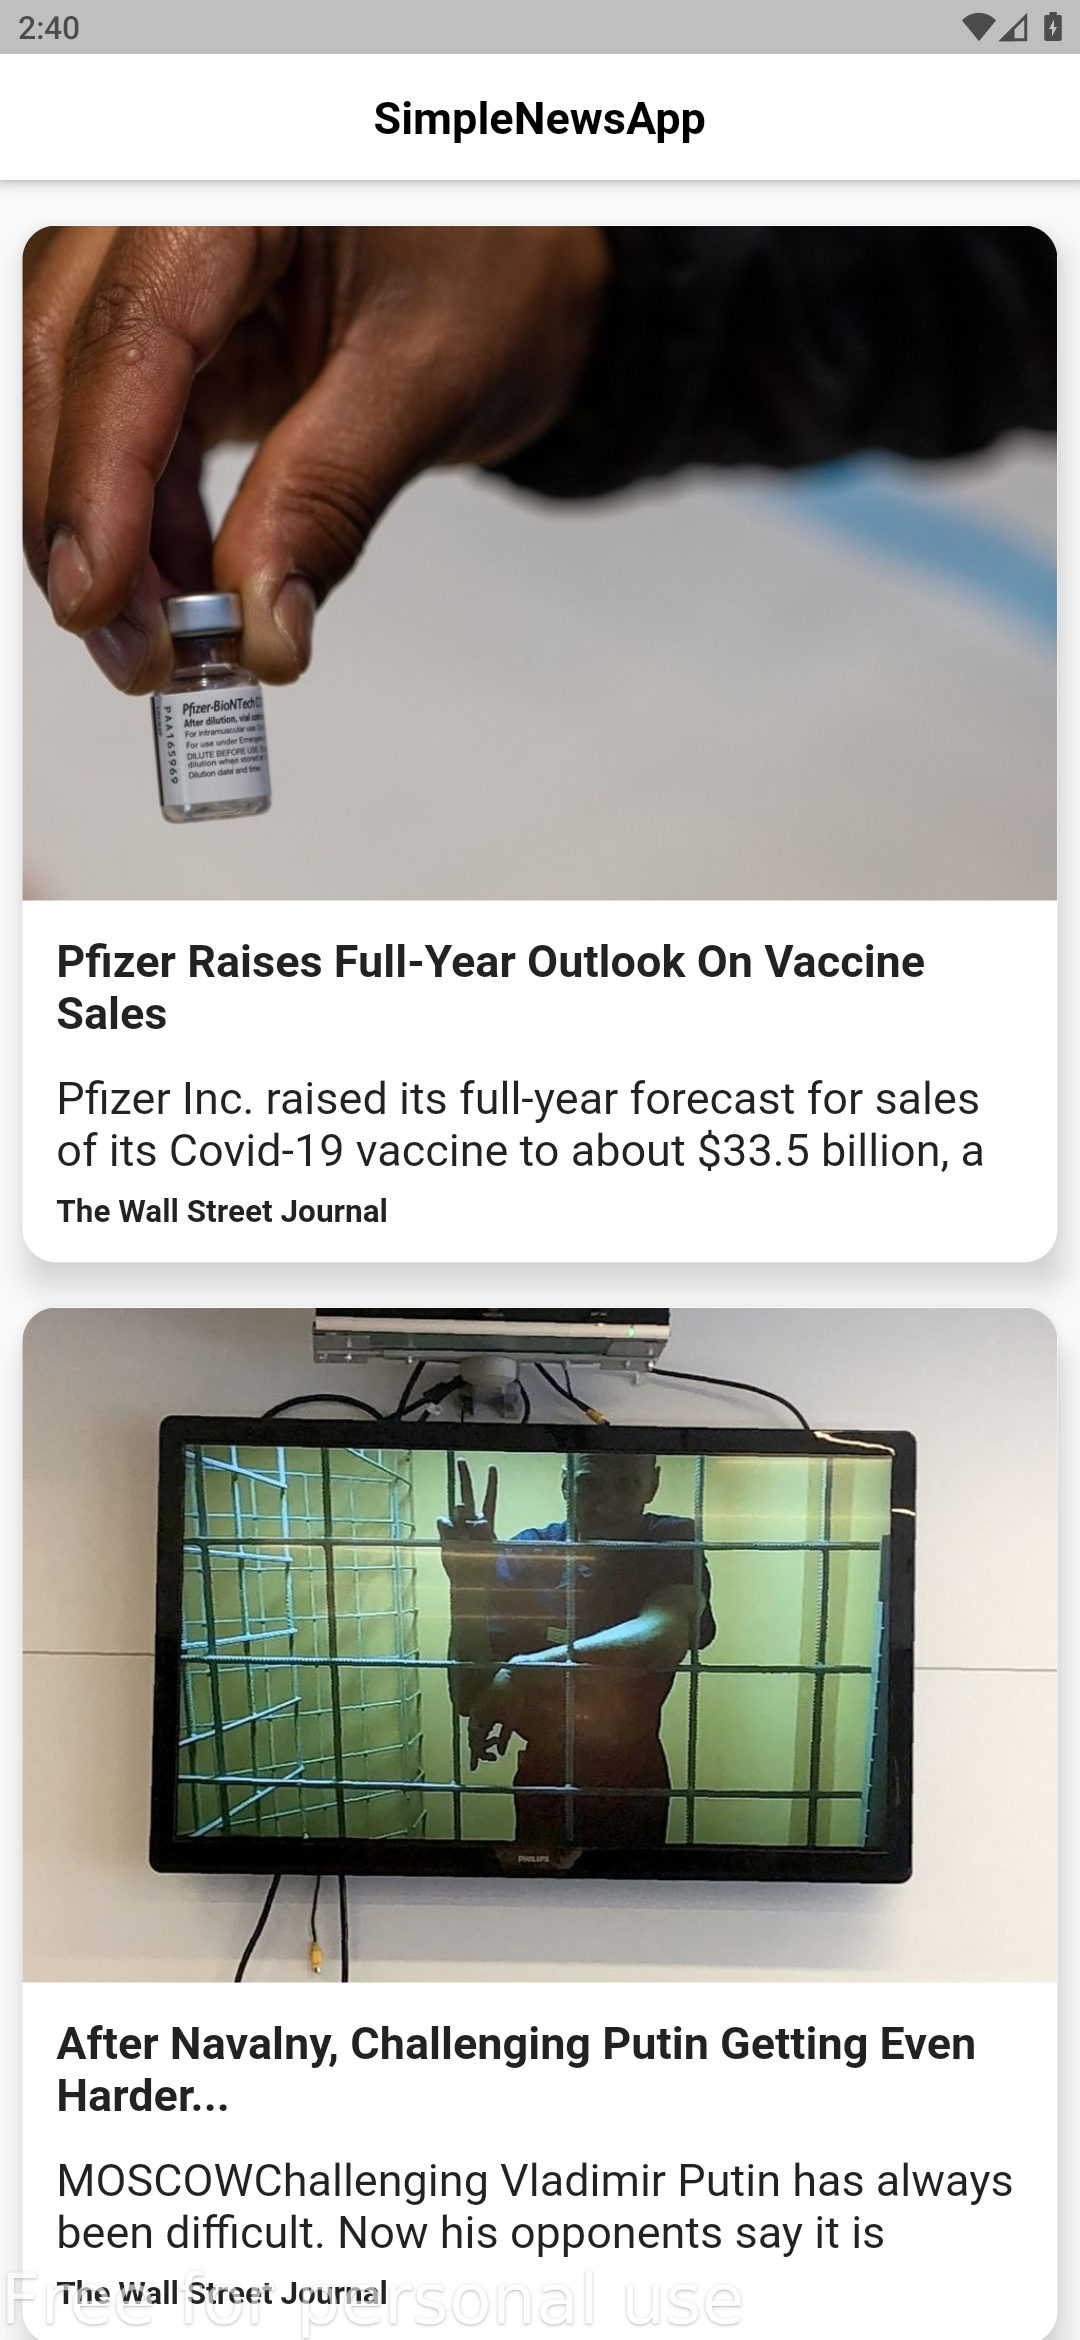 2:40
SimpleNewsApp
Pfizer-BioNTech
After dilution, vial
For intramuscular use.
For use under
DILUTE BEFORE USE.
dilution when stored
Dilution date and time:
PAA165969
Pfizer Raises Full-Year Outlook On Vaccine
Sales
Pfizer Inc. raised its full-year forecast for sales
of its Covid-19 vaccine to about $33.5 billion, a
The Wall Street Journal
PHILIPS
After Navalny, Challenging Putin Getting Even
Harder...
MOSCOWChallenging Vladimir Putin has always
been difficult. Now his opponents say it is
The Wall Street Journal
Free for personal use